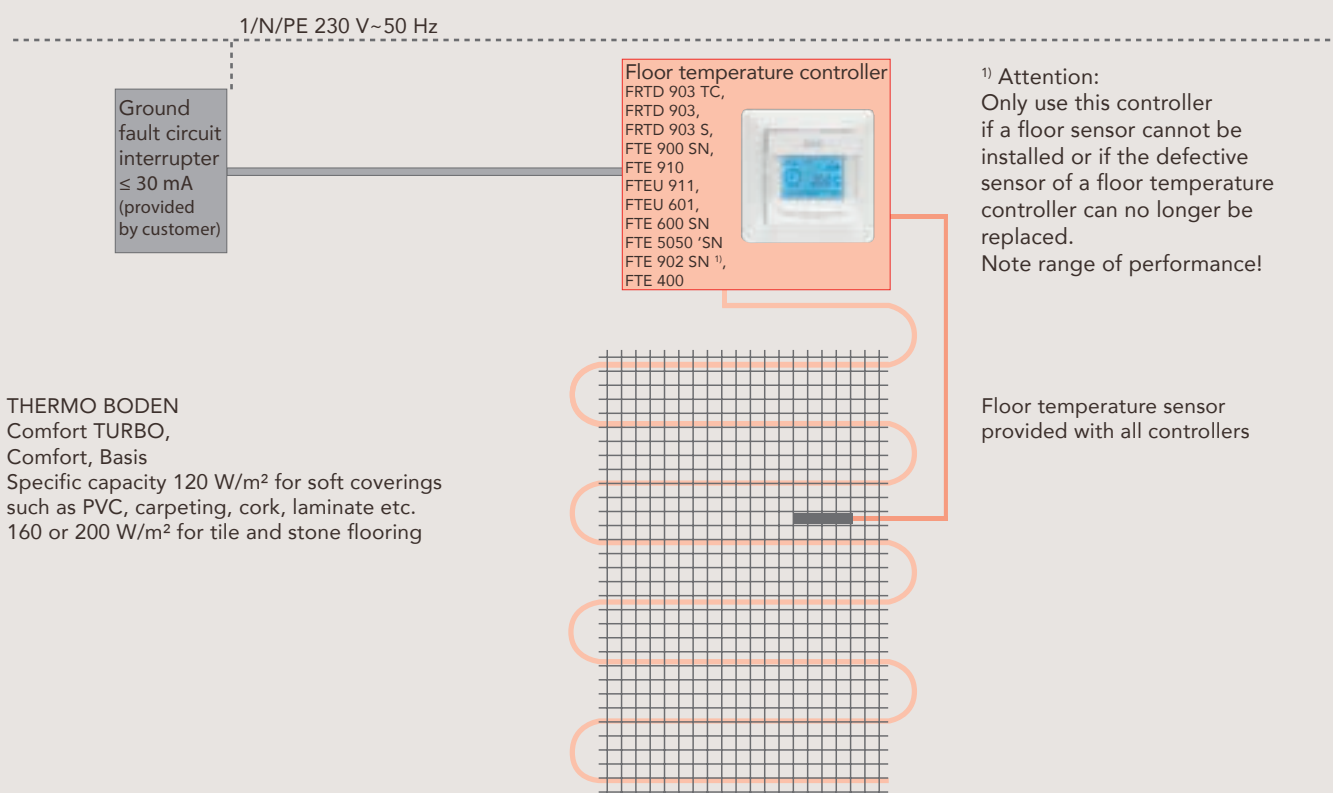 1/N/PE 230 V~50 Hz
Ground
fault circuit
interrupter
≤ 30 mA
(provided
by customer)
Floor temperature controller
FRTD 903 TC,
FRTD 903,
FRTD 903 S,
FTE 900 SN,
FTE 910
FTEU 911,
FTEU 601,
FTE 600 SN
FTE 5050 ’SN
FTE 902 SN ¹⁾,
FTE 400
¹⁾ Attention:
Only use this controller
if a floor sensor cannot be
installed or if the defective
sensor of a floor temperature
controller can no longer be
replaced.
Note range of performance!
THERMO BODEN
Comfort TURBO,
Comfort, Basis
Specific capacity 120 W/m² for soft coverings
such as PVC, carpeting, cork, laminate etc.
160 or 200 W/m² for tile and stone flooring
Floor temperature sensor
provided with all controllers